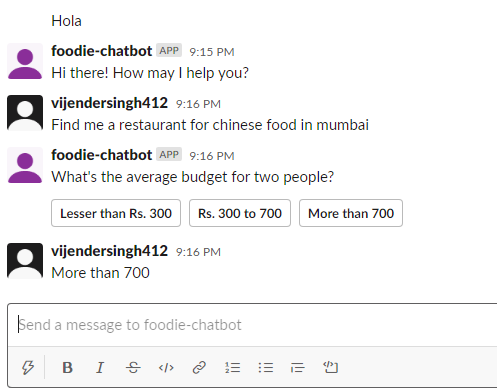 Hola
foodie-chatbot APP 9:15 PM
Hi there! How may I help you?
vijendersingh412 9:16 PM
Find me a restaurant for chinese food in mumbai
foodie-chatbot APP 9:16 PM
What's the average budget for two people?
Lesser than Rs. 300 Rs. 300 to 700 More than 700
vijendersingh412 9:16 PM
More than 700
Send a message to foodie-chatbot
B I S </>